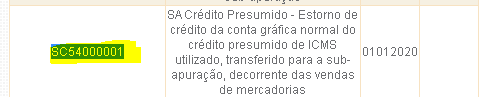 SA Crédito Presumido - Estorno de
crédito da conta gráfica normal do
crédito presumido de ICMS
SC54000001
utilizado, transferido para a sub-
01012020
apuração, decorrente das vendas
de mercadorias